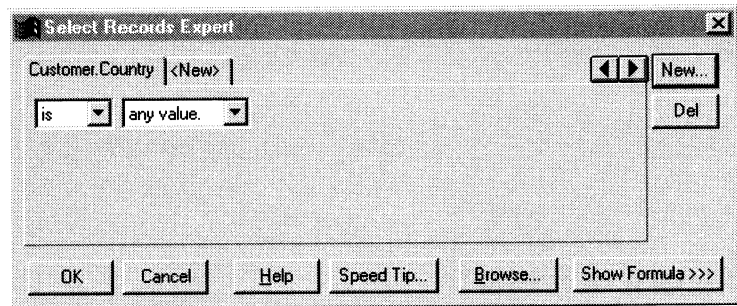 Select Records Expert
Customer.Country <New> New...
is any value. Del
OK Cancel Help Speed Tip... Browse... Show Formula >>>